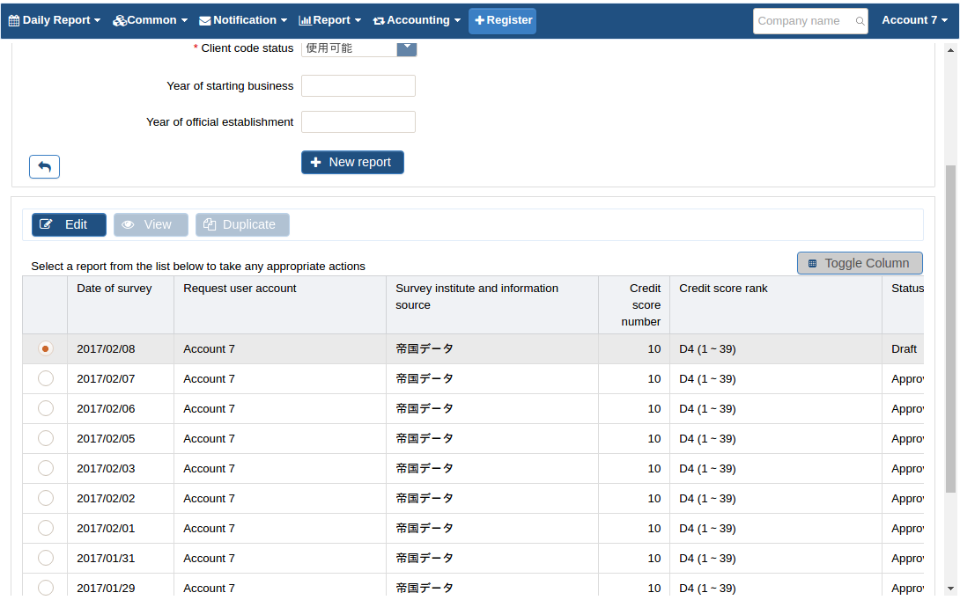 Daily Report Common Notification Report Accounting Register Company name Account 7
* Client code status 使用可能
Year of starting business
Year of official establishment
New report
Edit View Duplicate
Select a report from the list below to take any appropriate actions Toggle Column
Date of survey Request user account Survey institute and information source Credit score number Credit score rank Status
2017/02/08 Account 7 帝国データ 10 D4 (1 ~ 39) Draft
2017/02/07 Account 7 帝国データ 10 D4 (1 ~ 39) Approv
2017/02/06 Account 7 帝国データ 10 D4 (1 ~ 39) Approv
2017/02/05 Account 7 帝国データ 10 D4 (1 ~ 39) Approv
2017/02/03 Account 7 帝国データ 10 D4 (1 ~ 39) Approv
2017/02/02 Account 7 帝国データ 10 D4 (1 ~ 39) Approv
2017/02/01 Account 7 帝国データ 10 D4 (1 ~ 39) Approv
2017/01/31 Account 7 帝国データ 10 D4 (1 ~ 39) Approv
2017/01/29 Account 7 帝国データ 10 D4 (1 ~ 39) Approv